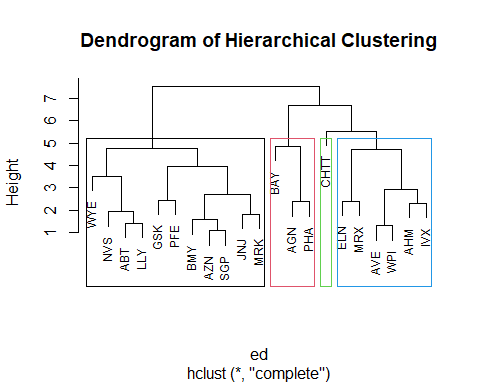 Dendrogram of Hierarchical Clustering
Height
1 2 3 4 5 6 7
WYE
NVS
ABT
LLY
GSK
PFE
BMY
AZN
SGP
JNJ
MRK
BAY
AGN
PHA
CHTT
ELN
MRX
AVE
WPI
AHM
IVX
ed
hclust (*, "complete")